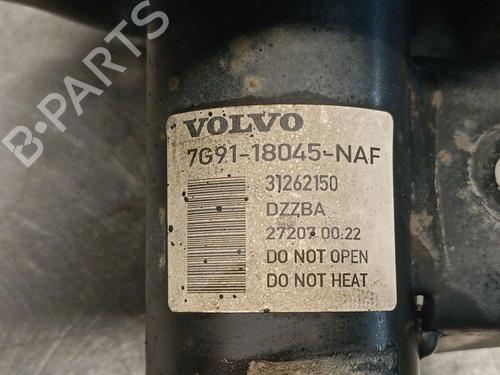 B-PARTS
VOLVO
7G91-18045-NAF
31262150
DZZBA
27207 00:22
DO NOT OPEN
DO NOT HEAT